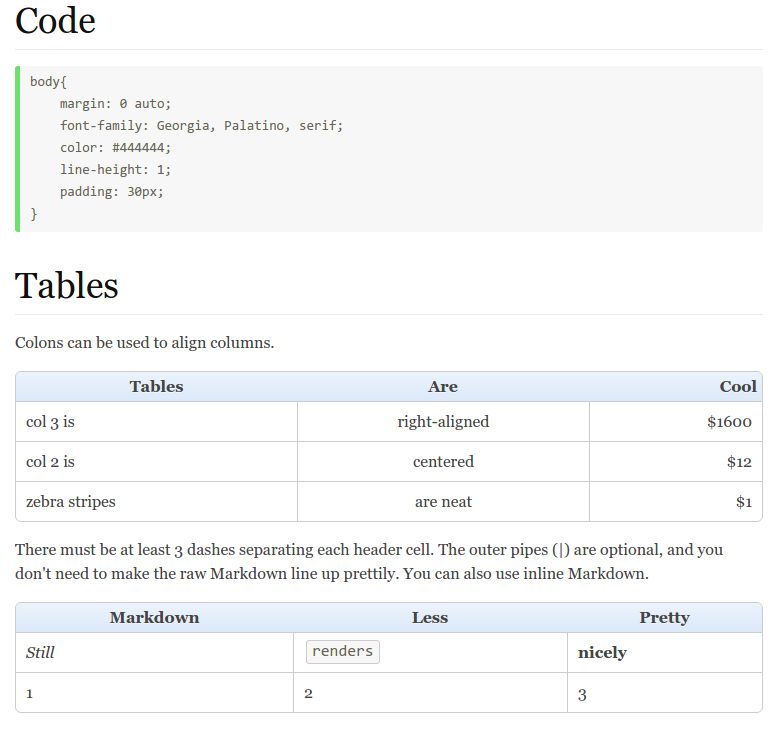 Code
body{
    margin: 0 auto;
    font-family: Georgia, Palatino, serif;
    color: #444444;
    line-height: 1;
    padding: 30px;
}
Tables
Colons can be used to align columns.
Tables Are Cool
col 3 is right-aligned $1600
col 2 is centered $12
zebra stripes are neat $1
There must be at least 3 dashes separating each header cell. The outer pipes (|) are optional, and you
don't need to make the raw Markdown line up prettily. You can also use inline Markdown.
Markdown Less Pretty
Still renders nicely
1 2 3